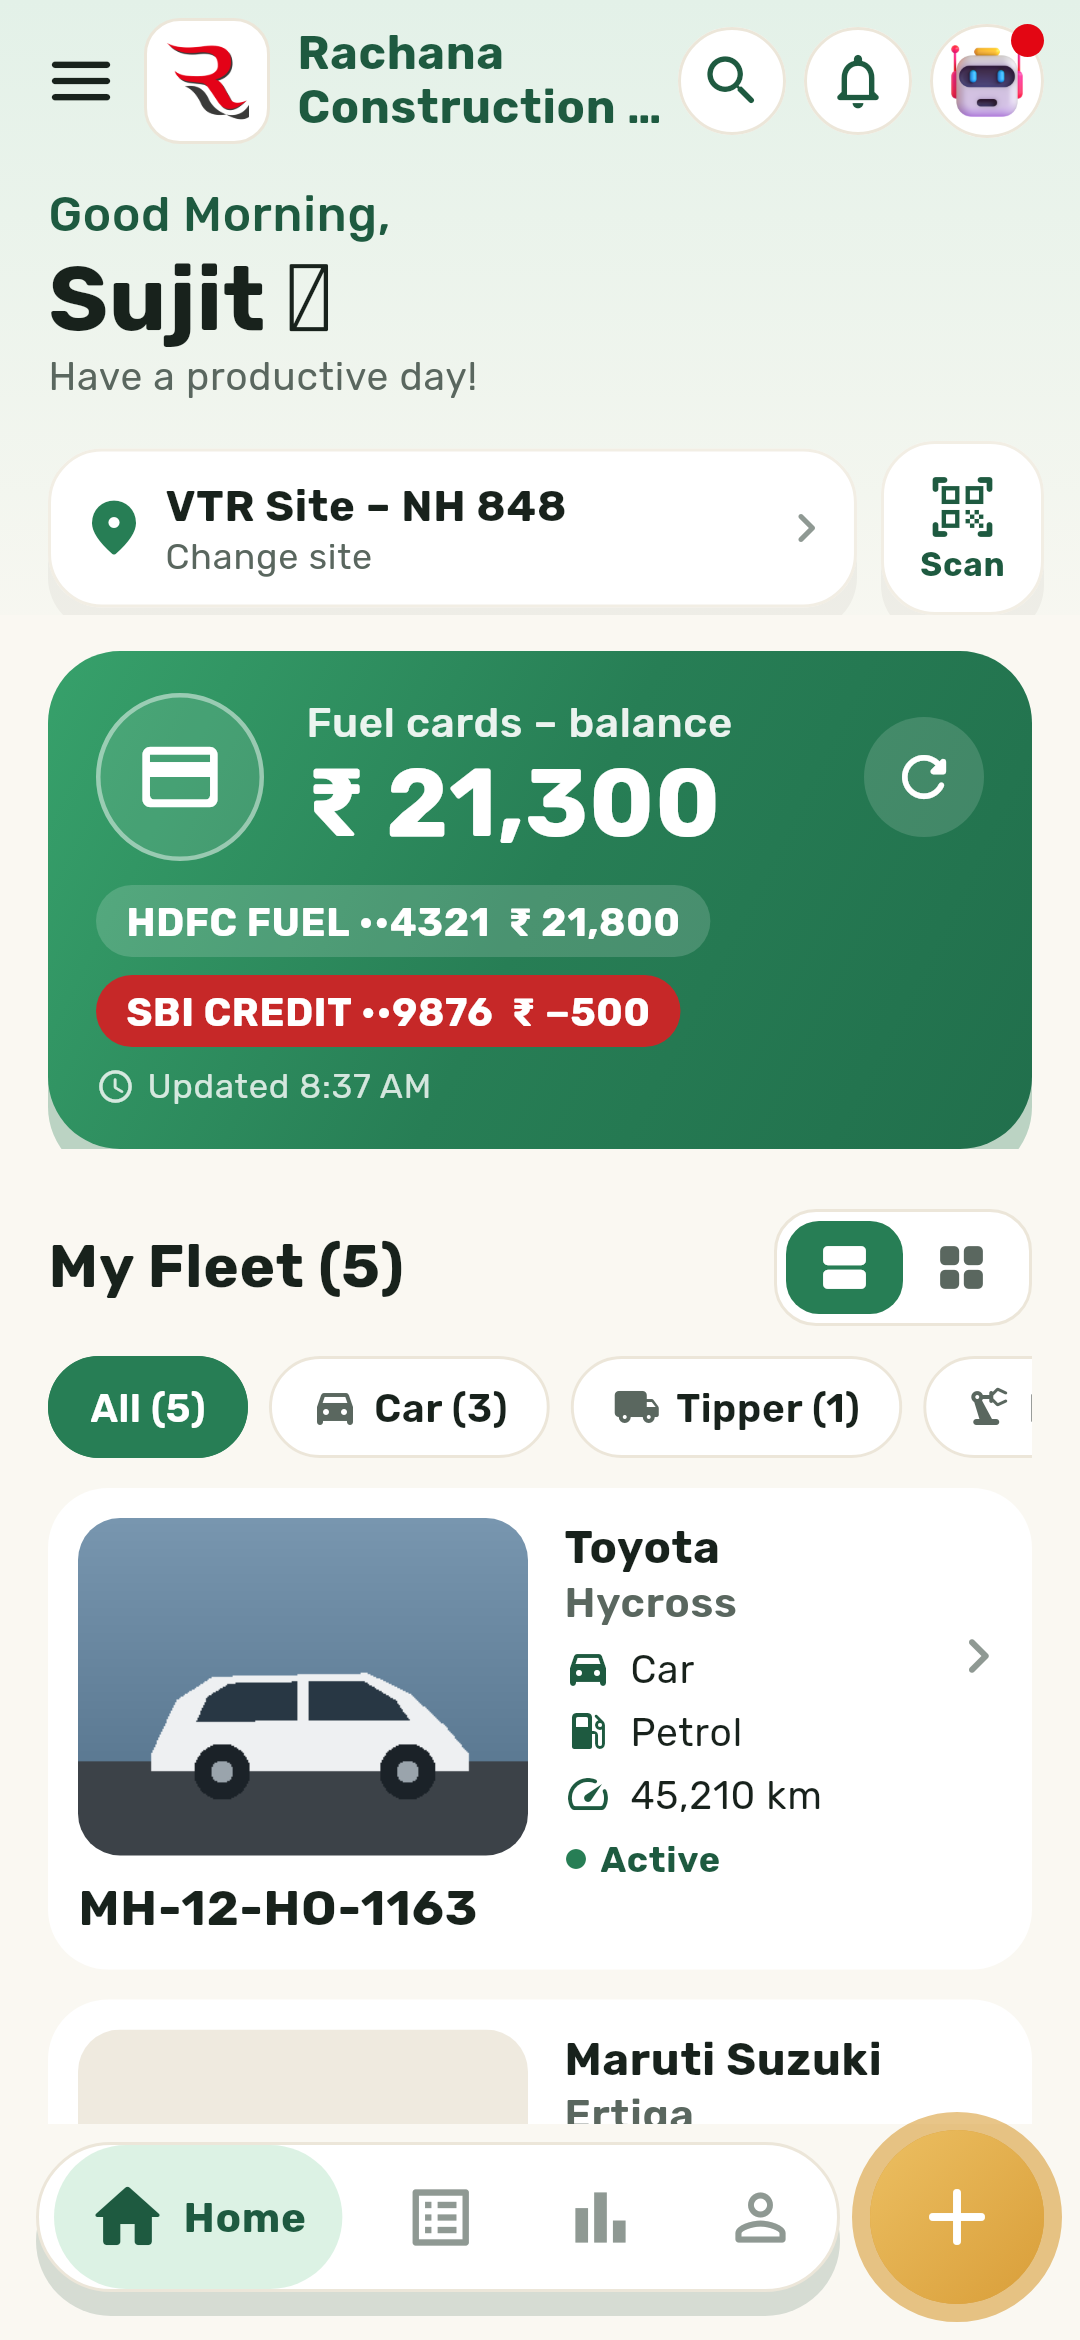 Rachana
Construction ...
Good Morning,
Sujit
Have a productive day!
VTR Site – NH 848
Change site
Scan
Fuel cards – balance
₹ 21,300
HDFC FUEL ••4321 ₹ 21,800
SBI CREDIT ••9876 ₹ –500
Updated 8:37 AM
My Fleet (5)
All (5)
Car (3)
Tipper (1)
Toyota
Hycross
Car
Petrol
45,210 km
Active
MH-12-HO-1163
Maruti Suzuki
Ertiga
Home